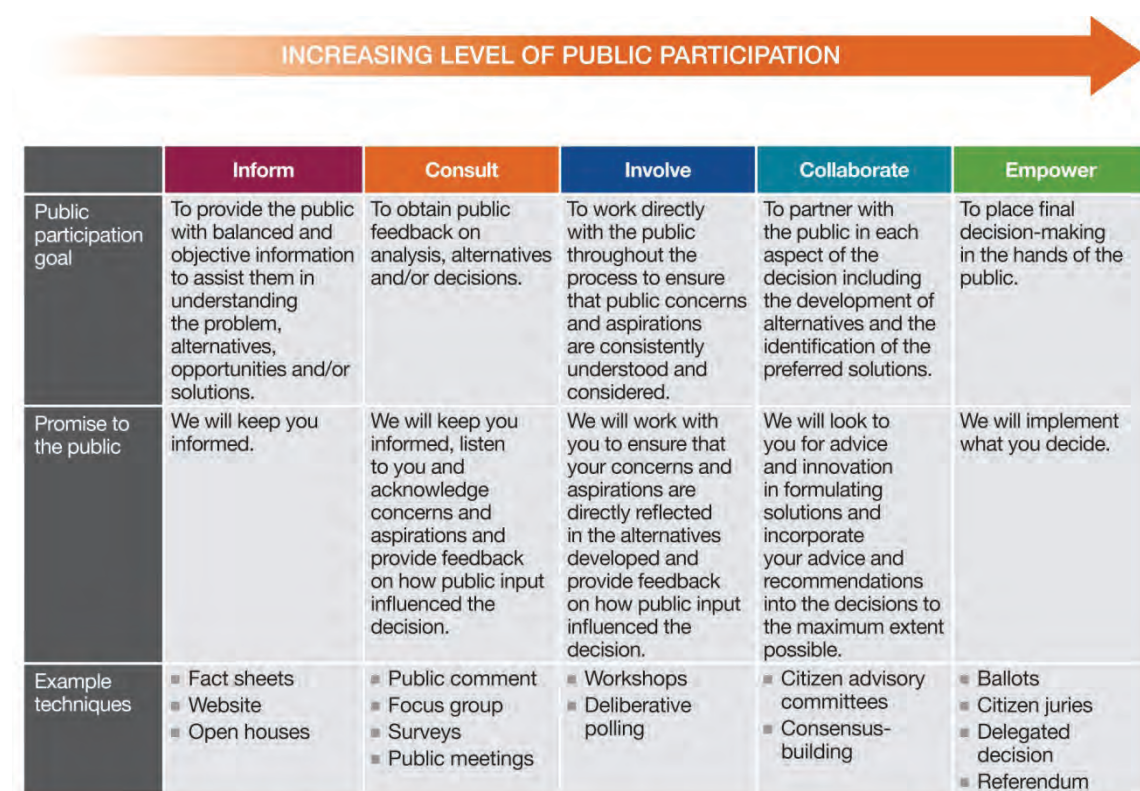 INCREASING LEVEL OF PUBLIC PARTICIPATION
Inform
Consult
Involve
Collaborate
Empower
Public
participation
goal
To provide the public
with balanced and
objective information
to assist them in
understanding
the problem,
alternatives,
opportunities and/or
solutions.
To obtain public
feedback on
analysis, alternatives
and/or decisions.
To work directly
with the public
throughout the
process to ensure
that public concerns
and aspirations
are consistently
understood and
considered.
To partner with
the public in each
aspect of the
decision including
the development of
alternatives and the
identification of the
preferred solutions.
To place final
decision-making
in the hands of the
public.
Promise to
the public
We will keep you
informed.
We will keep you
informed, listen
to you and
acknowledge
concerns and
aspirations and
provide feedback
on how public input
influenced the
decision.
We will work with
you to ensure that
your concerns and
aspirations are
directly reflected
in the alternatives
developed and
provide feedback
on how public input
influenced the
decision.
We will look to
you for advice
and innovation
in formulating
solutions and
incorporate
your advice and
recommendations
into the decisions to
the maximum extent
possible.
We will implement
what you decide.
Example
techniques
▪ Fact sheets
▪ Website
▪ Open houses
▪ Public comment
▪ Focus group
▪ Surveys
▪ Public meetings
▪ Workshops
▪ Deliberative
polling
▪ Citizen advisory
committees
▪ Consensus-
building
▪ Ballots
▪ Citizen juries
▪ Delegated
decision
▪ Referendum